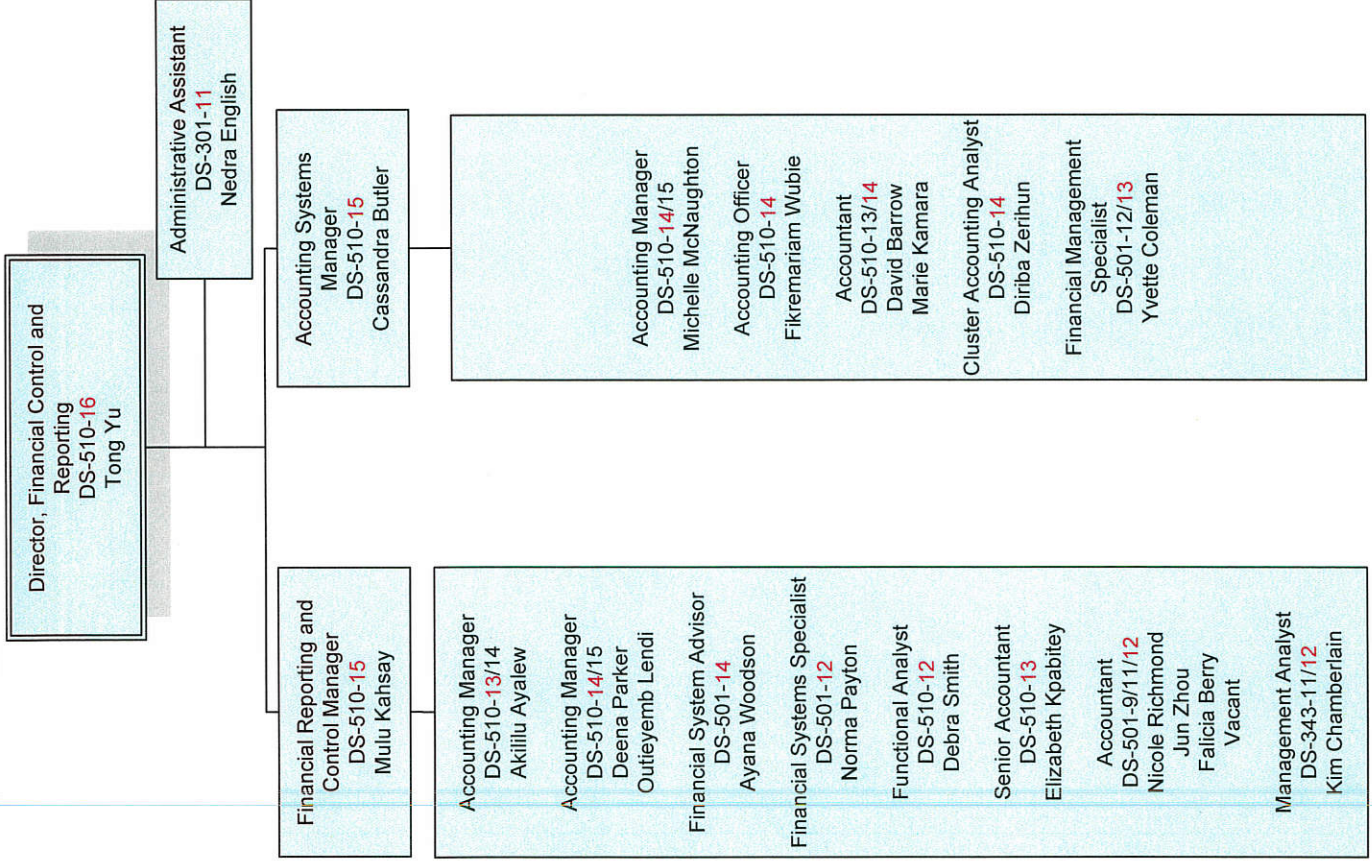 Director, Financial Control and
Reporting
DS-510-16
Tong Yu
Administrative Assistant
DS-301-11
Nedra English
Financial Reporting and
Control Manager
DS-510-15
Mulu Kahsay
Accounting Manager
DS-510-13/14
Akililu Ayalew
Accounting Manager
DS-510-14/15
Deena Parker
Outieyemb Lendi
Financial System Advisor
DS-501-14
Ayana Woodson
Financial Systems Specialist
DS-501-12
Norma Payton
Functional Analyst
DS-510-12
Debra Smith
Senior Accountant
DS-510-13
Elizabeth Kpabitey
Accountant
DS-501-9/11/12
Nicole Richmond
Jun Zhou
Falicia Berry
Vacant
Management Analyst
DS-343-11/12
Kim Chamberlain
Accounting Systems
Manager
DS-510-15
Cassandra Butler
Accounting Manager
DS-510-14/15
Michelle McNaughton
Accounting Officer
DS-510-14
Fikremariam Wubie
Accountant
DS-510-13/14
David Barrow
Marie Kamara
Cluster Accounting Analyst
DS-510-14
Diriba Zerihun
Financial Management
Specialist
DS-501-12/13
Yvette Coleman